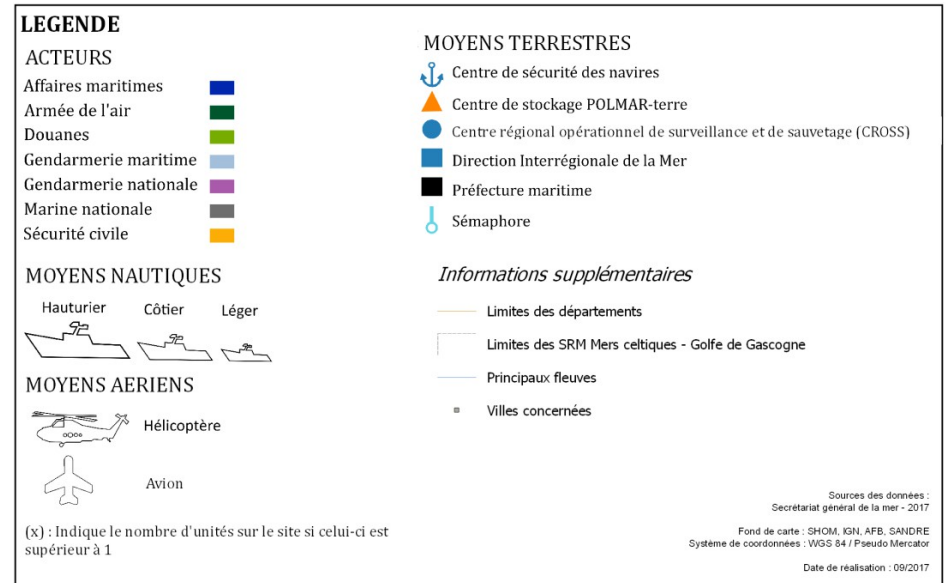 LEGENDE
ACTEURS
Affaires maritimes
Armée de l'air
Douanes
Gendarmerie maritime
Gendarmerie nationale
Marine nationale
Sécurité civile
MOYENS NAUTIQUES
Hauturier Côtier Léger
MOYENS AERIENS
Hélicoptère
Avion
(x) : Indique le nombre d'unités sur le site si celui-ci est
supérieur à 1
MOYENS TERRESTRES
Centre de sécurité des navires
Centre de stockage POLMAR-terre
Centre régional opérationnel de surveillance et de sauvetage (CROSS)
Direction Interrégionale de la Mer
Préfecture maritime
Sémaphore
Informations supplémentaires
Limites des départements
Limites des SRM Mers celtiques - Golfe de Gascogne
Principaux fleuves
Villes concernées
Sources des données :
Secrétariat général de la mer - 2017
Fond de carte : SHOM, IGN, AFB, SANDRE
Système de coordonnées : WGS 84 / Pseudo Mercator
Date de réalisation : 09/2017